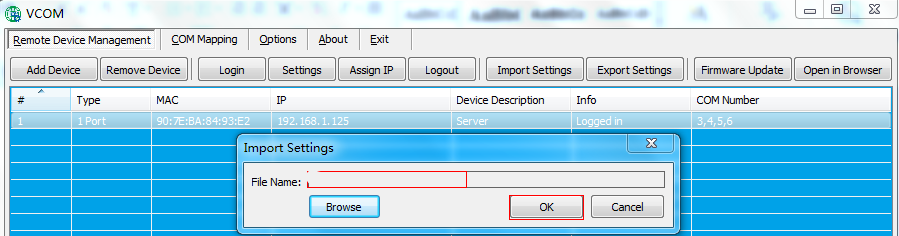 VCOM
Remote Device Management COM Mapping Options About Exit
Add Device Remove Device Login Settings Assign IP Logout Import Settings Export Settings Firmware Update Open in Browser
# Type MAC IP Device Description Info COM Number
1 1 Port 90:7E:BA:84:93:E2 192.168.1.125 Server Logged in 3,4,5,6
Import Settings
File Name:
Browse OK Cancel